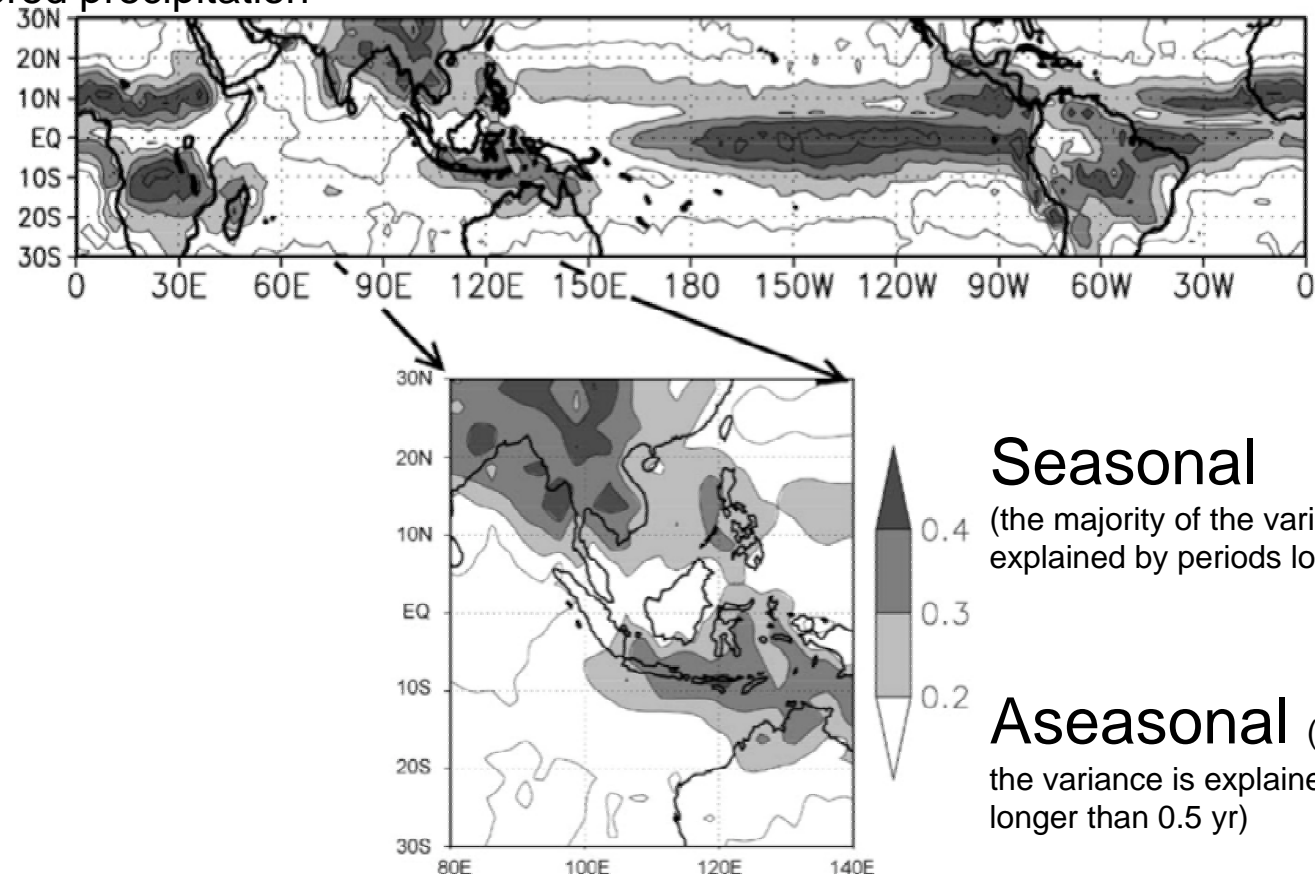 precipitation
30N
20N
10N
EQ
10S
20S
30S
0 30E 60E 90E 120E 150E 180 150W 120W 90W 60W 30W 0
30N
20N
10N
EQ
10S
20S
30S
80E 100E 120E 140E
0.4
0.3
0.2
Seasonal
(the majority of the vari
explained by periods lo
Aseasonal (
the variance is explaine
longer than 0.5 yr)